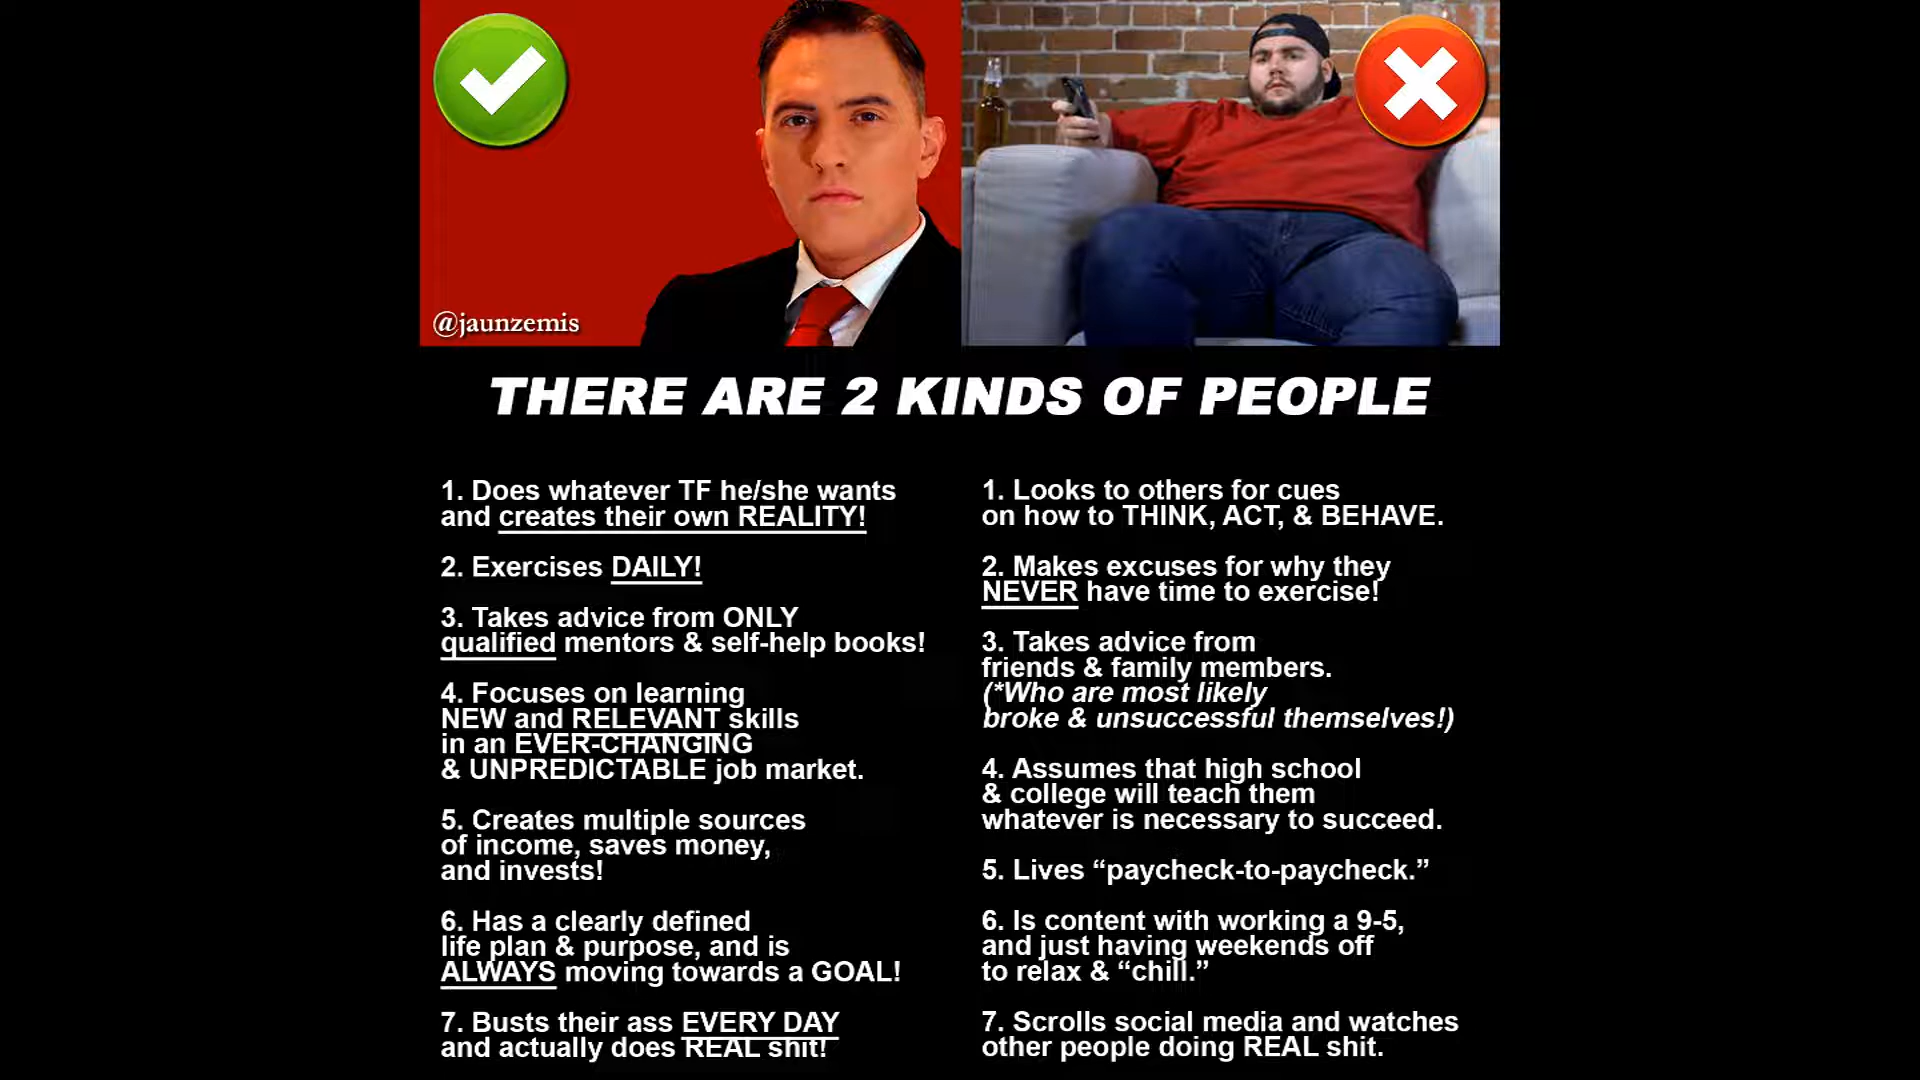 @jaunzemis
THERE ARE 2 KINDS OF PEOPLE
1. Does whatever TF he/she wants
and creates their own REALITY!
2. Exercises DAILY!
3. Takes advice from ONLY
qualified mentors & self-help books!
4. Focuses on learning
NEW and RELEVANT skills
in an EVER-CHANGING
& UNPREDICTABLE job market.
5. Creates multiple sources
of income, saves money,
and invests!
6. Has a clearly defined
life plan & purpose, and is
ALWAYS moving towards a GOAL!
7. Busts their ass EVERY DAY
and actually does REAL shit!
1. Looks to others for cues
on how to THINK, ACT, & BEHAVE.
2. Makes excuses for why they
NEVER have time to exercise!
3. Takes advice from
friends & family members.
(*Who are most likely
broke & unsuccessful themselves!)
4. Assumes that high school
& college will teach them
whatever is necessary to succeed.
5. Lives “paycheck-to-paycheck.”
6. Is content with working a 9-5,
and just having weekends off
to relax & “chill.”
7. Scrolls social media and watches
other people doing REAL shit.